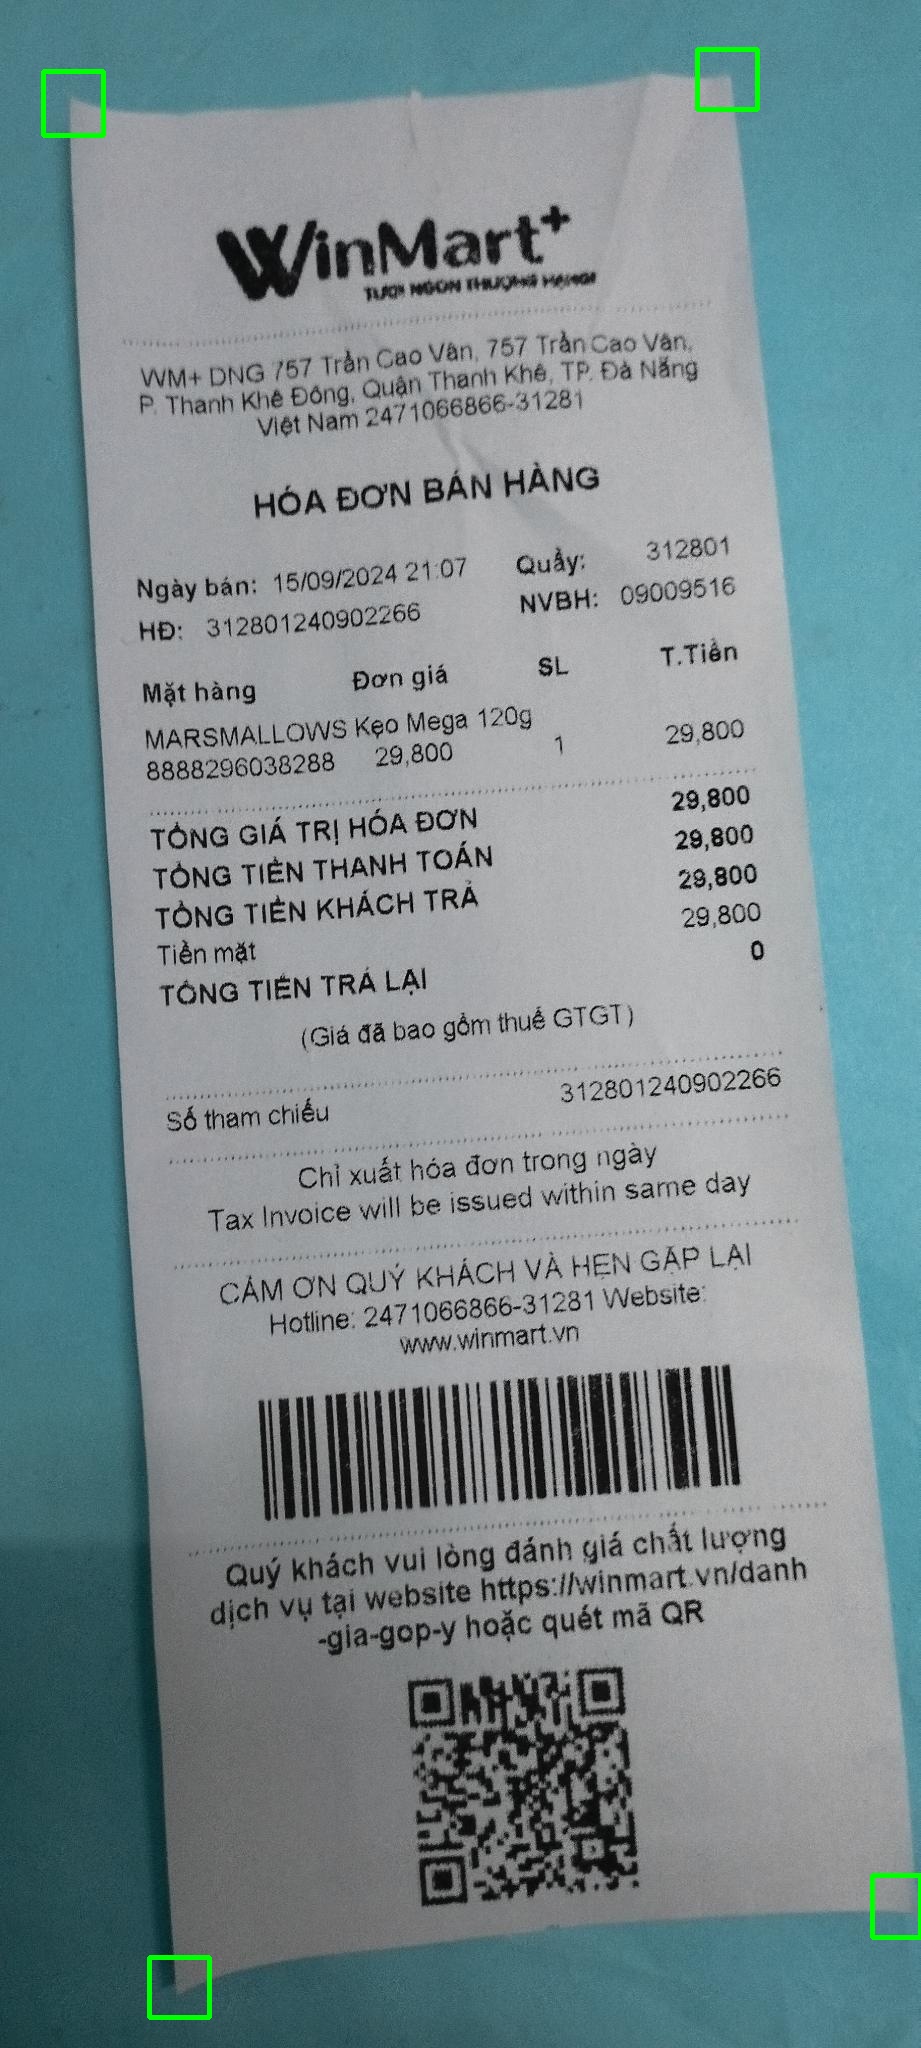 WinMart+
TƯƠI NGON THƯỢNG HẠNG!
WM+ DNG 757 Trần Cao Vân, 757 Trần Cao Vân,
P. Thanh Khê Đông, Quận Thanh Khê, TP. Đà Nẵng
Việt Nam 2471066866-31281
HÓA ĐƠN BÁN HÀNG
Ngày bán: 15/09/2024 21:07 Quầy: 312801
HĐ: 312801240902266 NVBH: 09009516
Mặt hàng Đơn giá SL T.Tiền
MARSMALLOWS Kẹo Mega 120g
8888296038288 29,800 1 29,800
TỔNG GIÁ TRỊ HÓA ĐƠN 29,800
TỔNG TIỀN THANH TOÁN 29,800
TỔNG TIỀN KHÁCH TRẢ 29,800
Tiền mặt 29,800
TỔNG TIỀN TRẢ LẠI 0
(Giá đã bao gồm thuế GTGT)
Số tham chiếu 312801240902266
Chỉ xuất hóa đơn trong ngày
Tax Invoice will be issued within same day
CẢM ƠN QUÝ KHÁCH VÀ HẸN GẶP LẠI
Hotline: 2471066866-31281 Website:
www.winmart.vn
Quý khách vui lòng đánh giá chất lượng
dịch vụ tại website https://winmart.vn/danh
-gia-gop-y hoặc quét mã QR